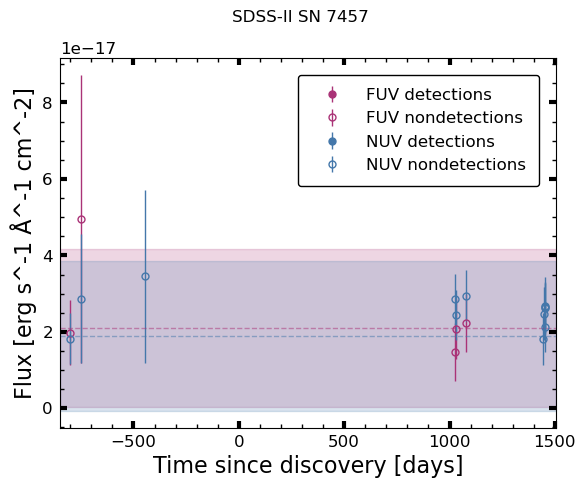 SDSS-II SN 7457
1e−17
FUV detections
FUV nondetections
NUV detections
NUV nondetections
8
6
4
2
0
Flux [erg s^-1 Å^-1 cm^-2]
−500
0
500
1000
1500
Time since discovery [days]